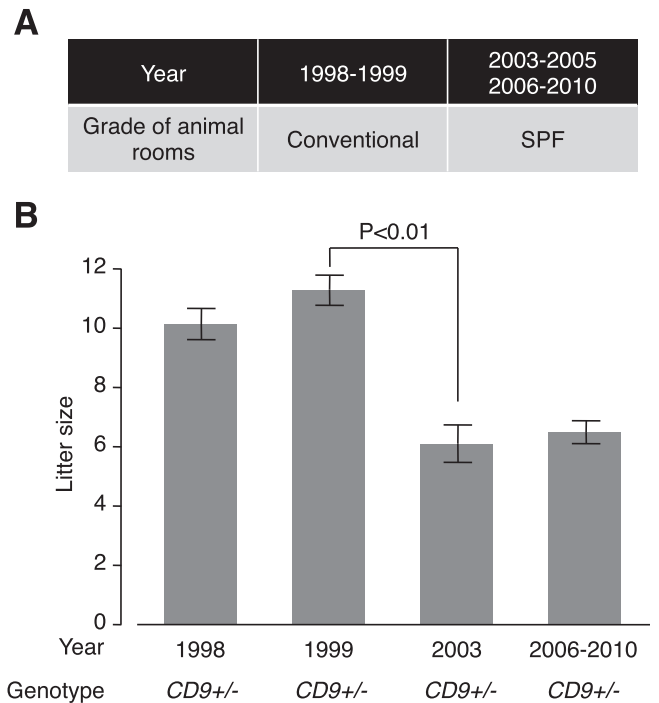 A
Year 1998-1999 2003-2005
2006-2010
Grade of animal
rooms Conventional SPF
B
P<0.01
12
10
8
6
4
2
0
Litter size
Year 1998 1999 2003 2006-2010
Genotype CD9+/- CD9+/- CD9+/- CD9+/-